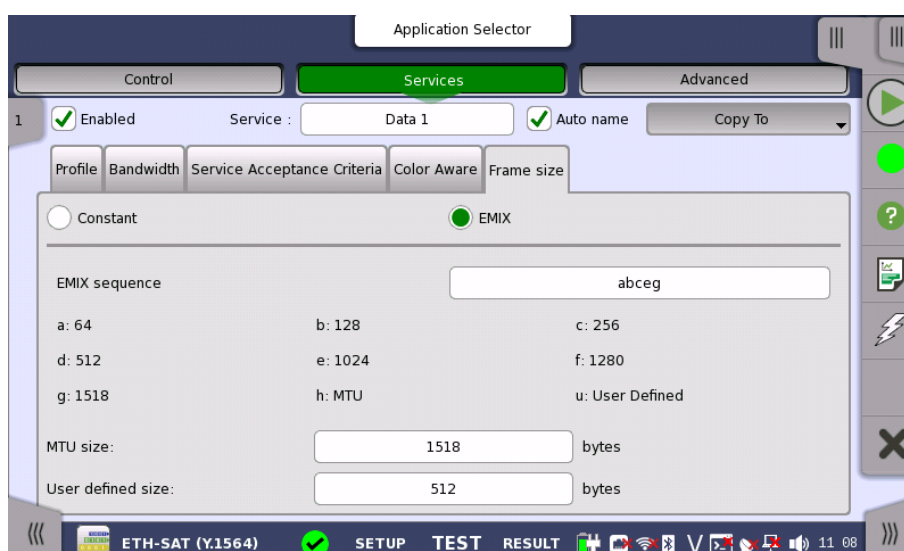 Application Selector
Control Services Advanced
1 Enabled Service : Data 1 Auto name Copy To
Profile Bandwidth Service Acceptance Criteria Color Aware Frame size
Constant EMIX
EMIX sequence abceg
a: 64 b: 128 c: 256
d: 512 e: 1024 f: 1280
g: 1518 h: MTU u: User Defined
MTU size: 1518 bytes
User defined size: 512 bytes
ETH-SAT (Y.1564) SETUP TEST RESULT V 11 08